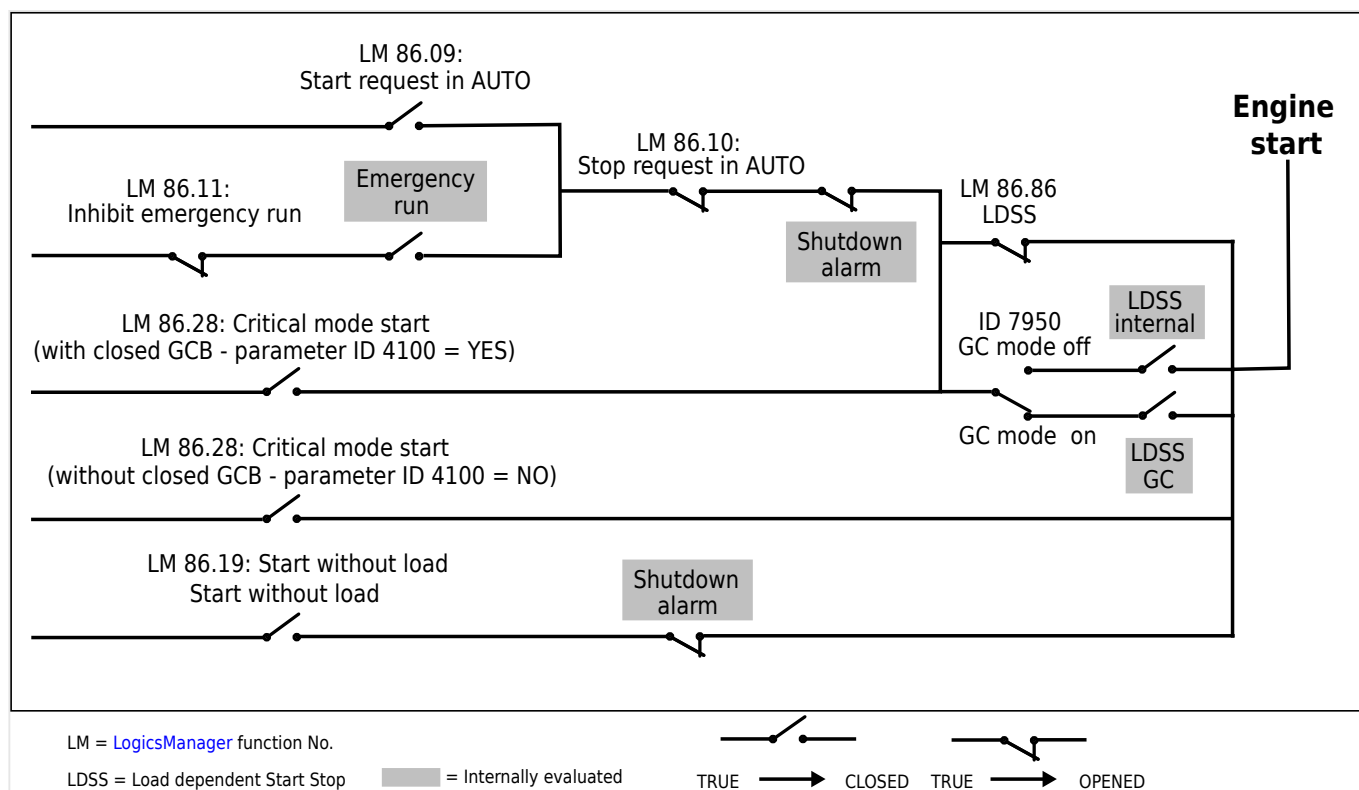 LM 86.09:
Start request in AUTO
Engine
start
LM 86.10:
Stop request in AUTO
LM 86.11:
Inhibit emergency run
Emergency
run
LM 86.86
LDSS
Shutdown
alarm
LM 86.28: Critical mode start
(with closed GCB - parameter ID 4100 = YES)
ID 7950
GC mode off
LDSS
internal
GC mode  on
LDSS
GC
LM 86.28: Critical mode start
(without closed GCB - parameter ID 4100 = NO)
LM 86.19: Start without load
Start without load
Shutdown
alarm
LM = LogicsManager function No.
LDSS = Load dependent Start Stop
= Internally evaluated
TRUE CLOSED
TRUE OPENED